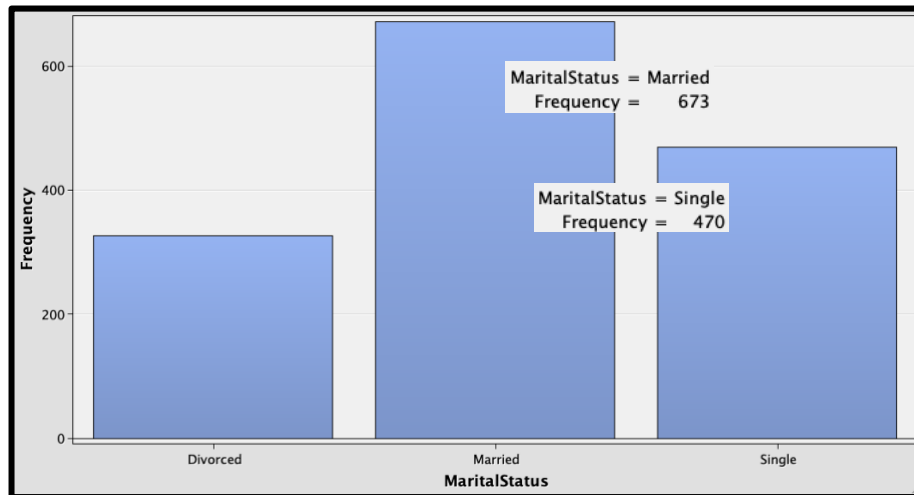 600
MaritalStatus = Married
Frequency = 673
400
MaritalStatus = Single
Frequency = 470
Frequency
200
0
Divorced
Married
Single
MaritalStatus